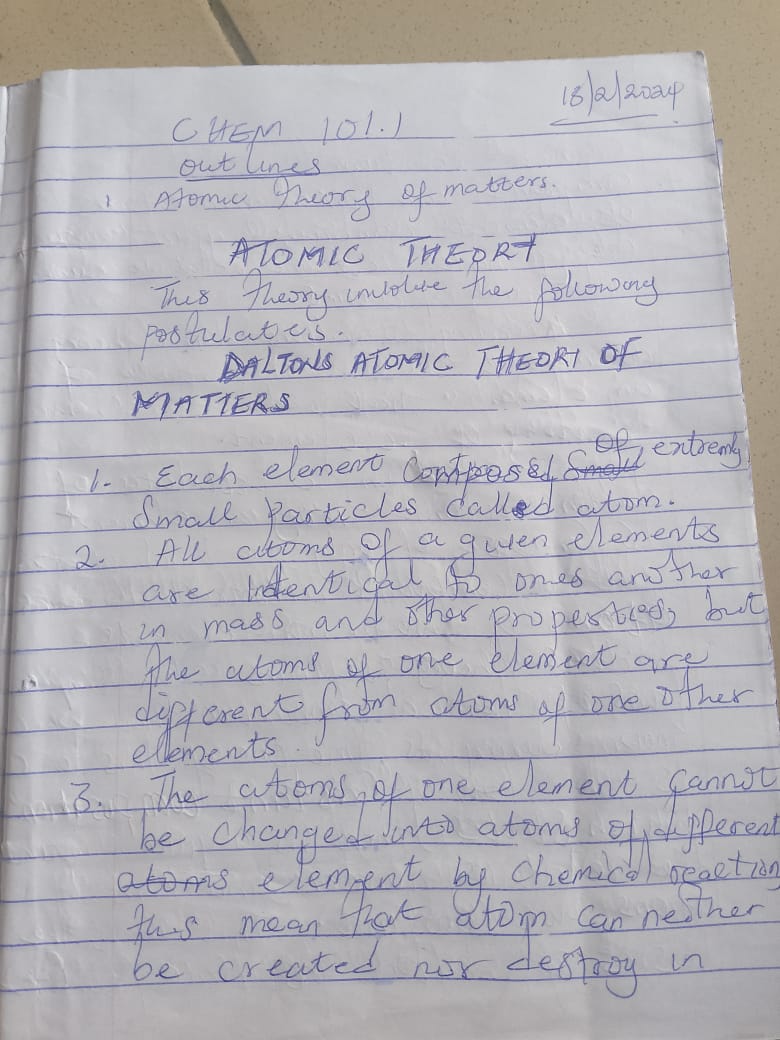 18/2/2024
CHEM 101.1
outlines
1 Atomic Theory of matters.
ATOMIC THEORY
This Theory involve the following
postulates.
DALTONS ATOMIC THEORY OF
MATTERS
1. Each element composed small of extremly
Small particles called atom.
2. All atoms of a given elements
are intentical to ones another
in mass and other properties, but
the atoms of one element are
different from atoms of one other
elements.
3. The atoms of one element cannot
be changed into atoms of different
atoms element by chemical reaction
this mean that atom can neither
be created nor destroy in